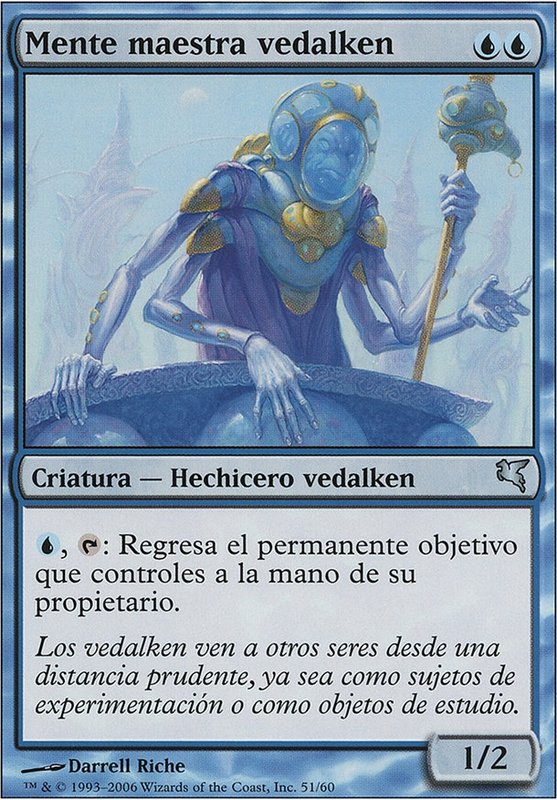 Mente maestra vedalken
Criatura — Hechicero vedalken
: Regresa el permanente objetivo
que controles a la mano de su
propietario.
Los vedalken ven a otros seres desde una
distancia prudente, ya sea como sujetos de
experimentación o como objetos de estudio.
1/2
Darrell Riche
™ & © 1993–2006 Wizards of the Coast, Inc. 51/60